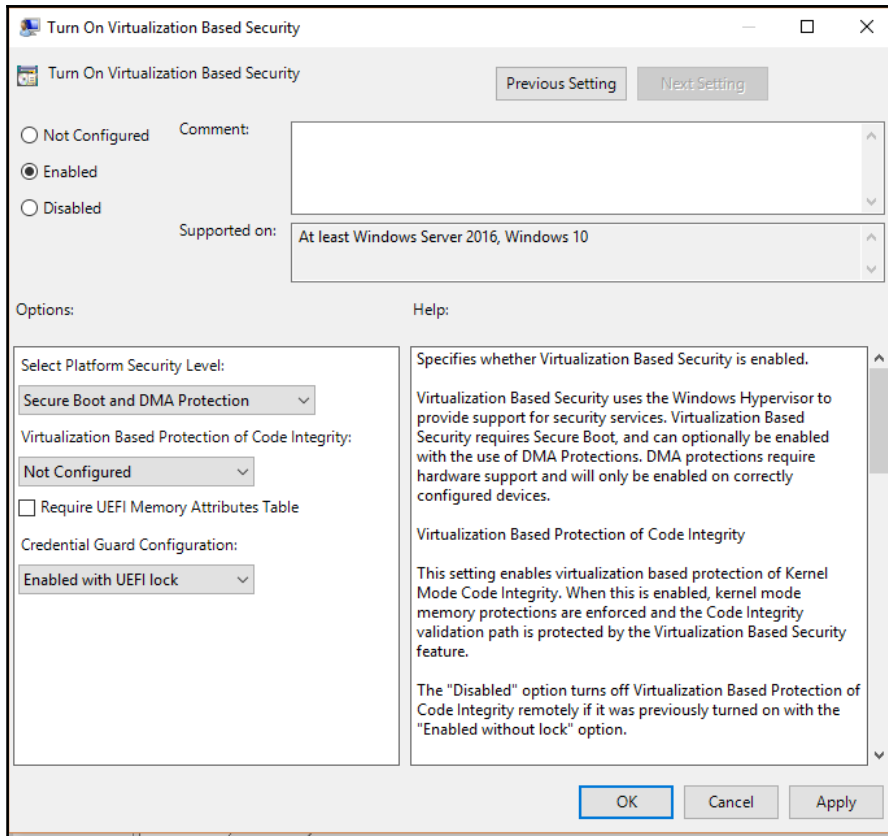 Turn On Virtualization Based Security
Turn On Virtualization Based Security
Previous Setting
Next Setting
Not Configured
Comment:
Enabled
Disabled
Supported on:
At least Windows Server 2016, Windows 10
Options:
Help:
Select Platform Security Level:
Secure Boot and DMA Protection
Virtualization Based Protection of Code Integrity:
Not Configured
Require UEFI Memory Attributes Table
Credential Guard Configuration:
Enabled with UEFI lock
Specifies whether Virtualization Based Security is enabled.
Virtualization Based Security uses the Windows Hypervisor to
provide support for security services. Virtualization Based
Security requires Secure Boot, and can optionally be enabled
with the use of DMA Protections. DMA protections require
hardware support and will only be enabled on correctly
configured devices.
Virtualization Based Protection of Code Integrity
This setting enables virtualization based protection of Kernel
Mode Code Integrity. When this is enabled, kernel mode
memory protections are enforced and the Code Integrity
validation path is protected by the Virtualization Based Security
feature.
The "Disabled" option turns off Virtualization Based Protection of
Code Integrity remotely if it was previously turned on with the
"Enabled without lock" option.
OK
Cancel
Apply